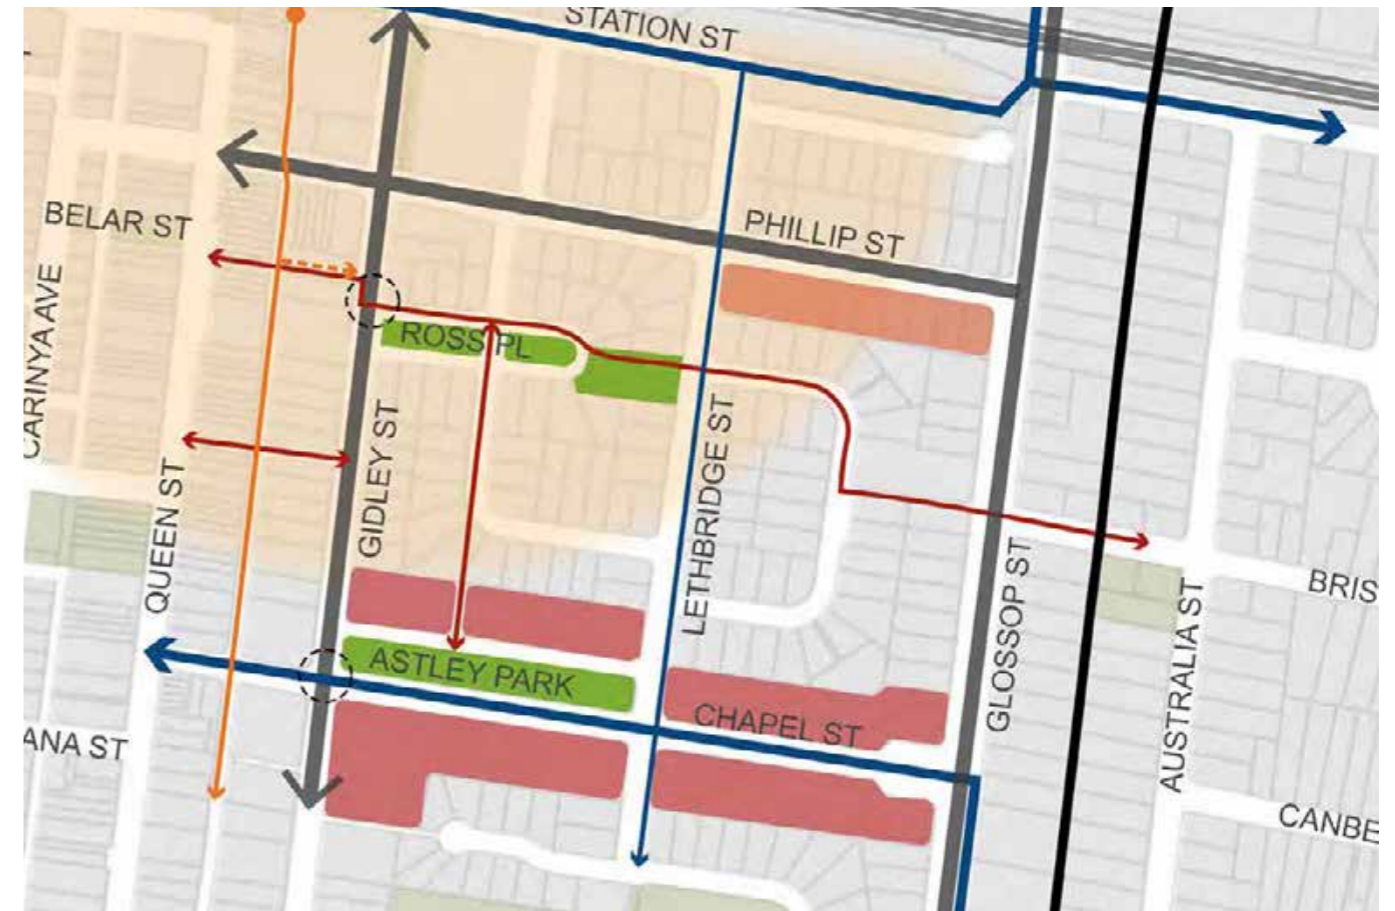 STATION ST
BELAR ST
PHILLIP ST
CARINYA AVE
ROSS PL
GIDLEY ST
LETHBRIDGE ST
QUEEN ST
GLOSSOP ST
BRIS
AUSTRALIA ST
ASTLEY PARK
CHAPEL ST
ANA ST
CANBE